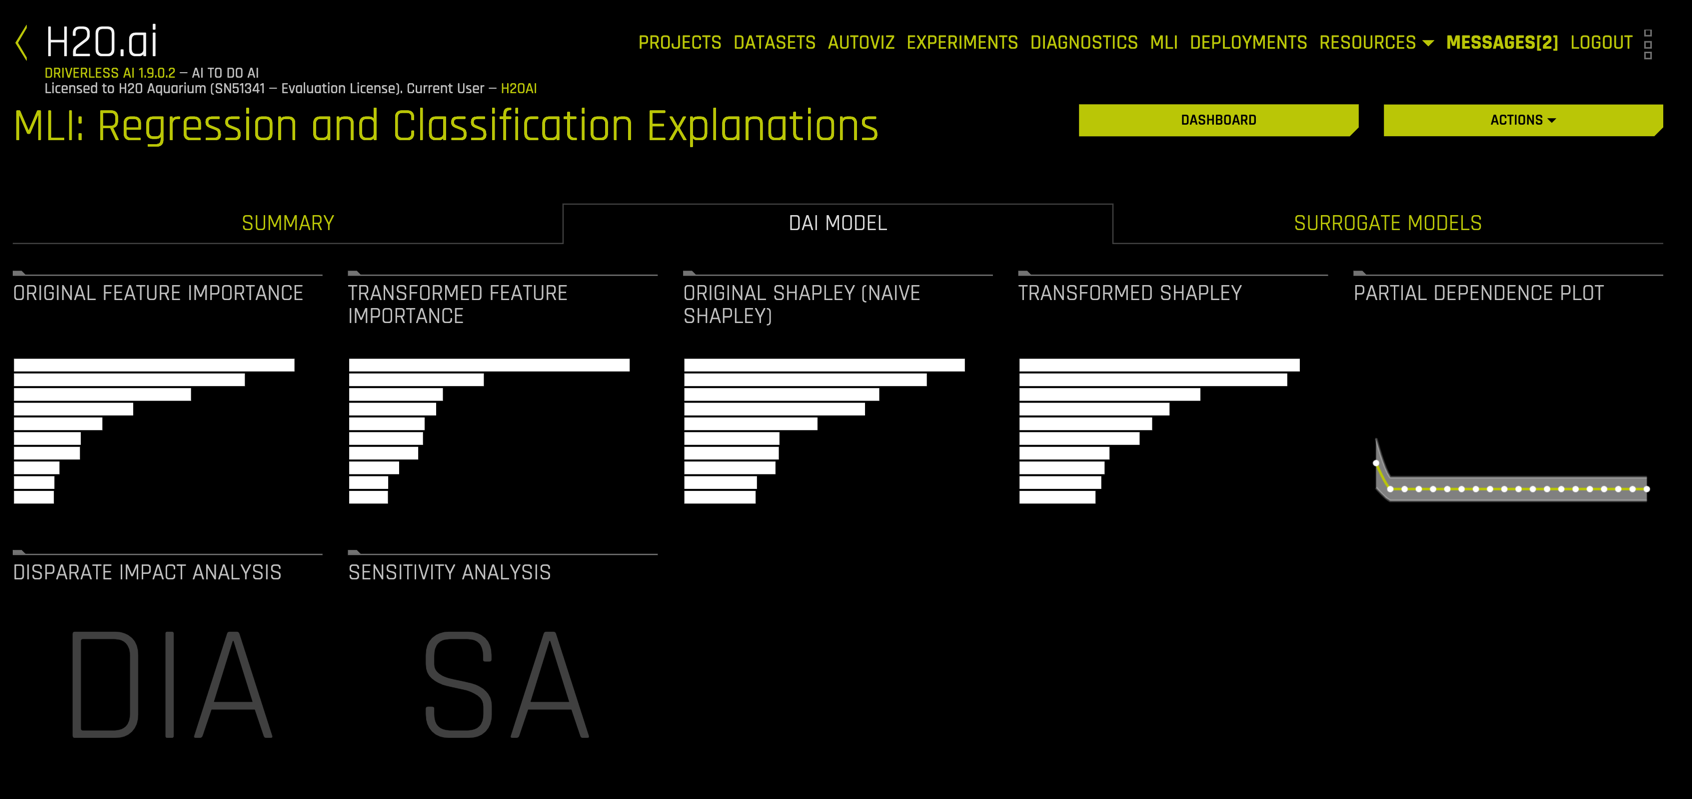 H2O.ai
PROJECTS DATASETS AUTOVIZ EXPERIMENTS DIAGNOSTICS MLI DEPLOYMENTS RESOURCES MESSAGES[2] LOGOUT
DRIVERLESS AI 1.9.0.2 – AI TO DO AI
Licensed to H2O Aquarium (SN51341 – Evaluation License). Current User – H2OAI
MLI: Regression and Classification Explanations
DASHBOARD
ACTIONS
SUMMARY
DAI MODEL
SURROGATE MODELS
ORIGINAL FEATURE IMPORTANCE
TRANSFORMED FEATURE
IMPORTANCE
ORIGINAL SHAPLEY (NAIVE
SHAPLEY)
TRANSFORMED SHAPLEY
PARTIAL DEPENDENCE PLOT
DISPARATE IMPACT ANALYSIS
SENSITIVITY ANALYSIS
DIA
SA